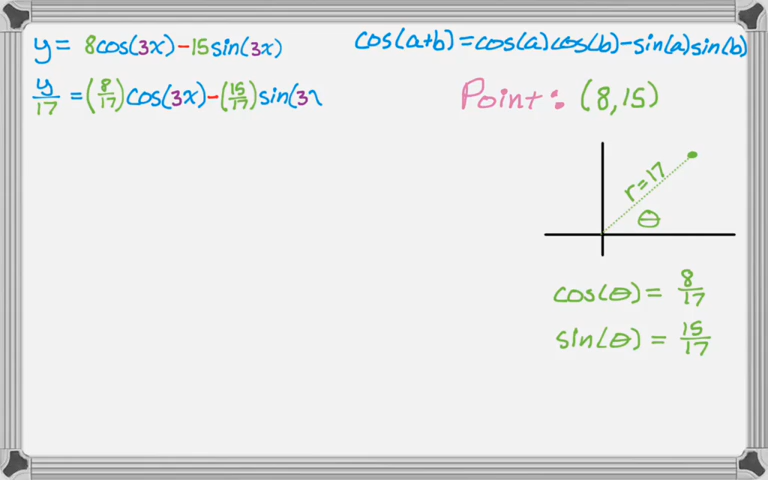 y = 8cos(3x)-15sin(3x)
cos(a+b)=cos(a)cos(b)-sin(a)sin(b)
y/17 = (8/17)cos(3x)-(15/17)sin(3
Point: (8,15)
r=17
θ
cos(θ) = 8/17
sin(θ) = 15/17